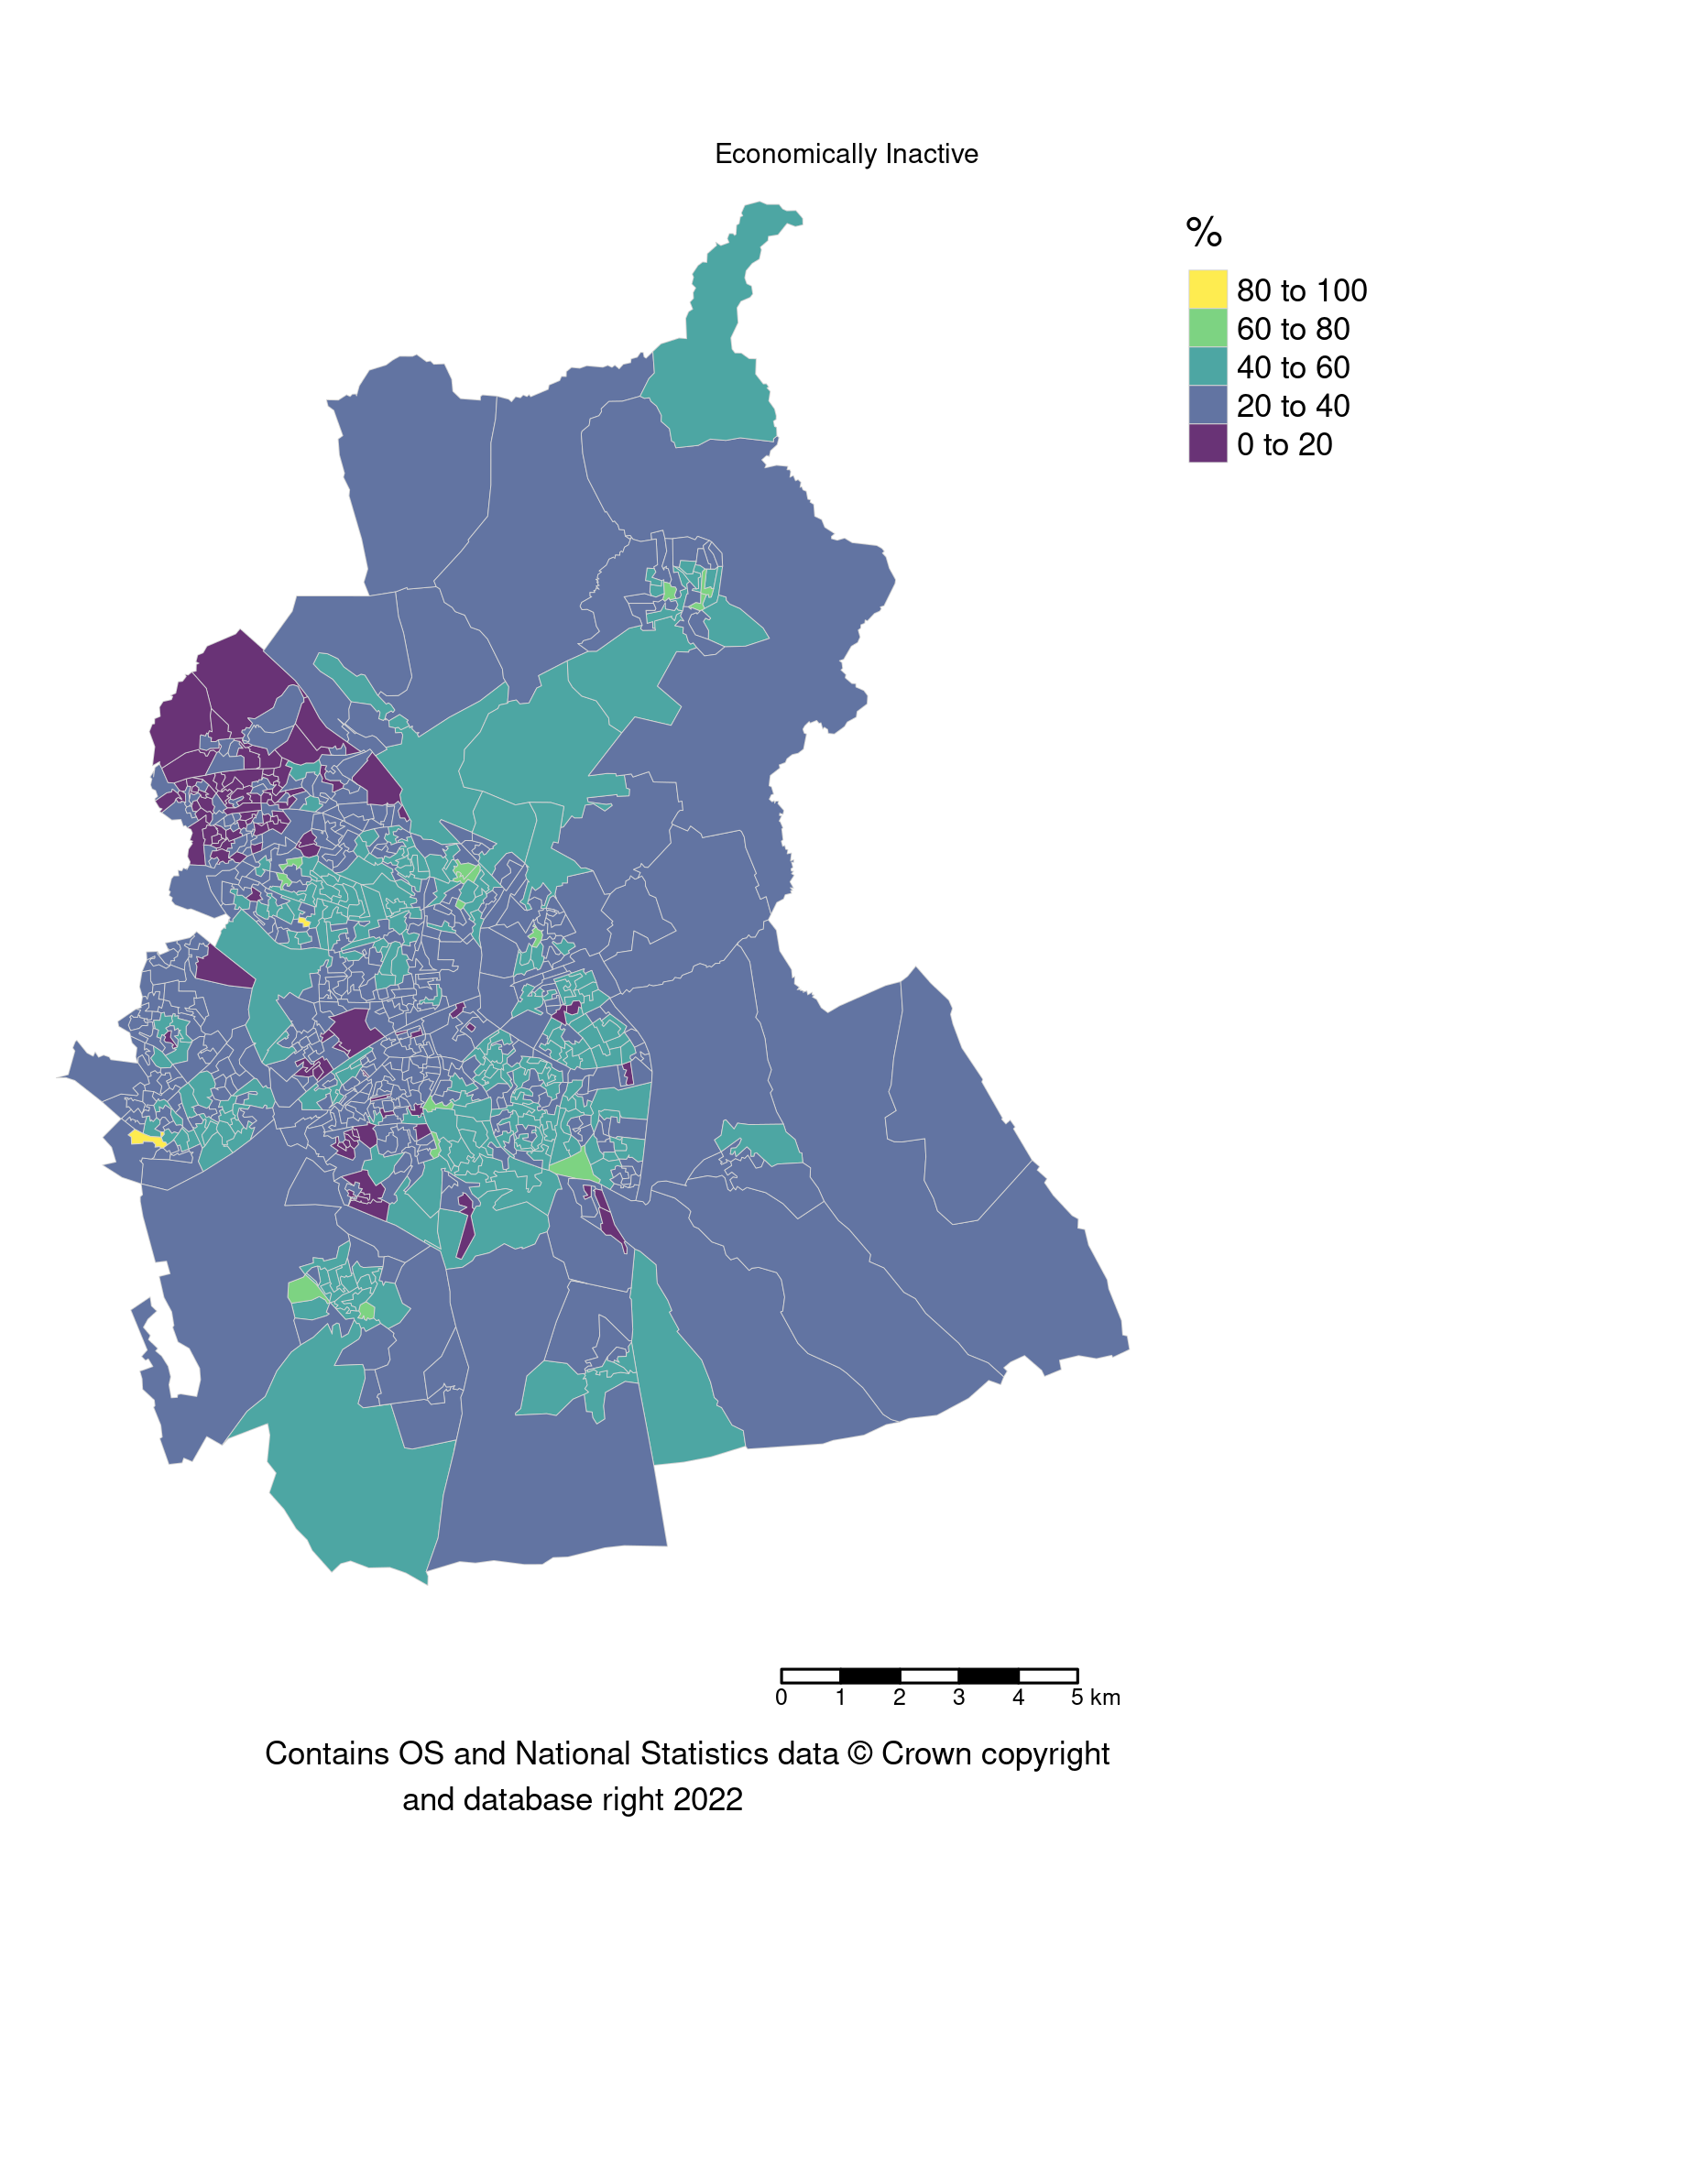 Economically Inactive
%
80 to 100
60 to 80
40 to 60
20 to 40
0 to 20
0 1 2 3 4 5 km
Contains OS and National Statistics data © Crown copyright
and database right 2022